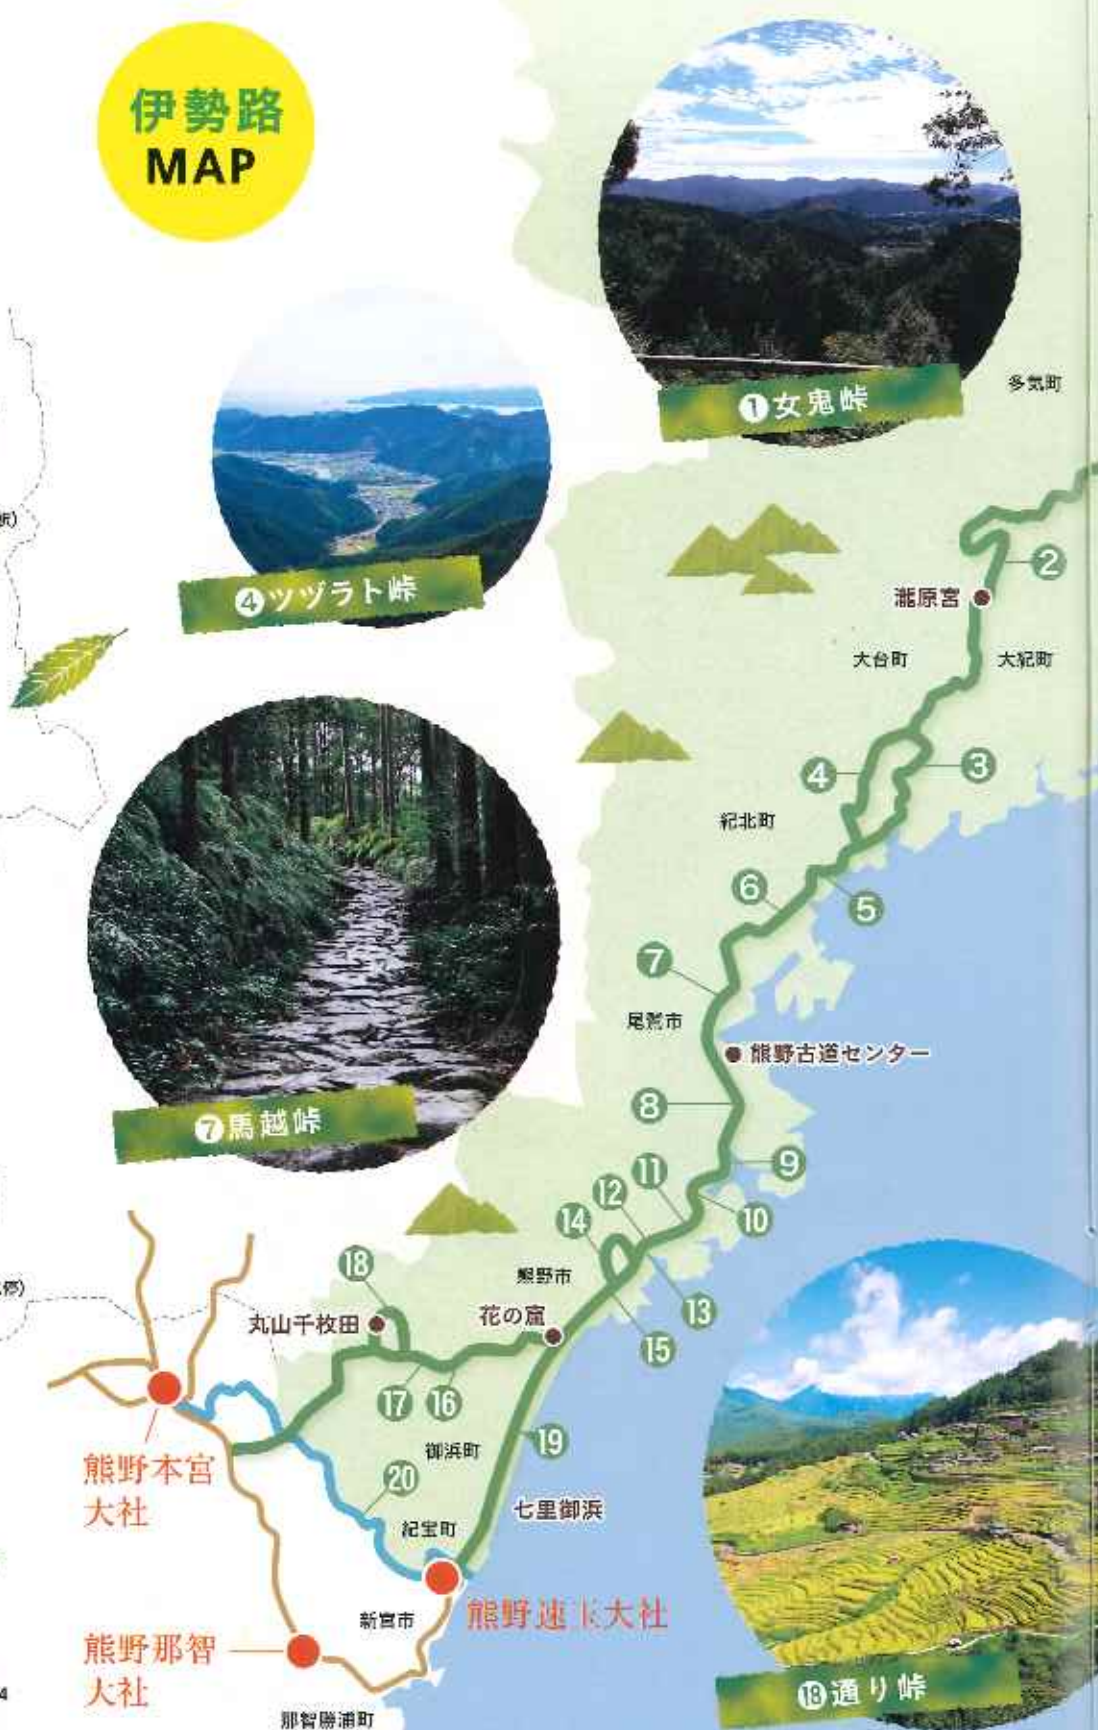 伊勢路
MAP
❶女鬼峠
多気町
❹ツヅラト峠
2
瀧原宮
大台町
大紀町
4
3
紀北町
6
5
7
尾鷲市
熊野古道センター
❼馬越峠
8
9
11
12
10
14
18
熊野市
13
丸山千枚田
花の窟
15
17
16
19
御浜町
20
七里御浜
紀宝町
熊野本宮
大社
新宮市
熊野速玉大社
熊野那智
大社
⓲通り峠
那智勝浦町
4